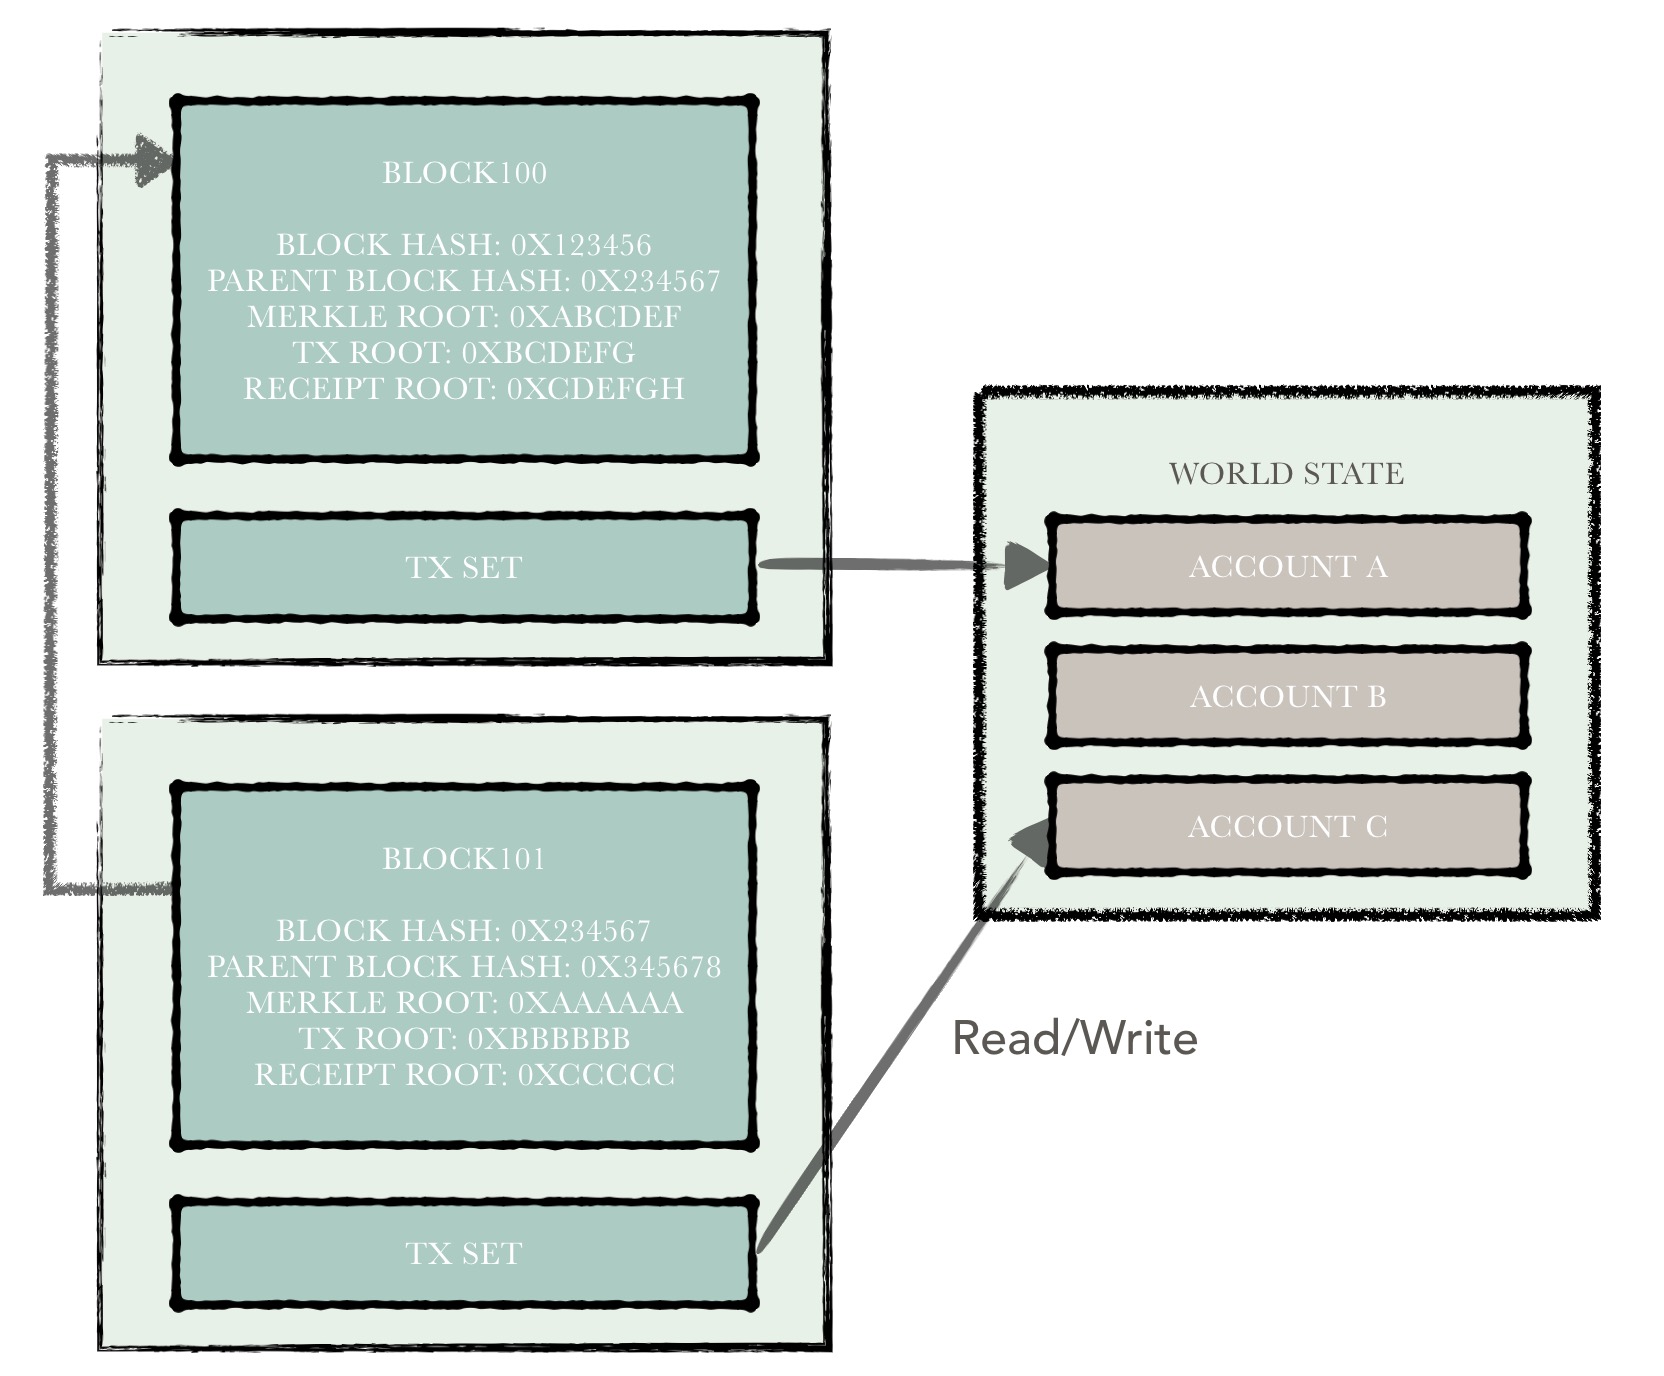 BLOCK100
BLOCK HASH: 0X123456
PARENT BLOCK HASH: 0X234567
MERKLE ROOT: 0XABCDEF
TX ROOT: 0XBCDEFG
RECEIPT ROOT: 0XCDEFGH
TX SET
BLOCK101
BLOCK HASH: 0X234567
PARENT BLOCK HASH: 0X345678
MERKLE ROOT: 0XAAAAAA
TX ROOT: 0XBBBBBB
RECEIPT ROOT: 0XCCCCC
TX SET
WORLD STATE
ACCOUNT A
ACCOUNT B
ACCOUNT C
Read/Write